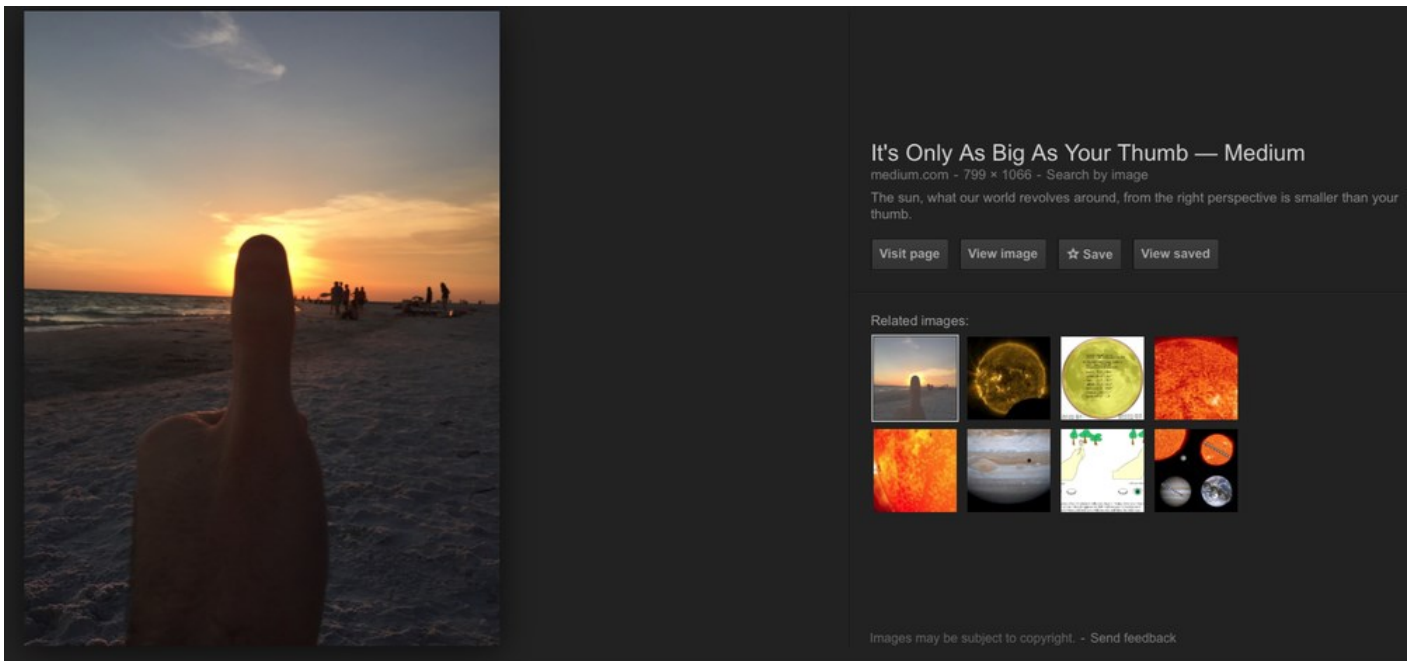 It's Only As Big As Your Thumb — Medium
medium.com - 799 × 1066 - Search by image
The sun, what our world revolves around, from the right perspective is smaller than your
thumb.
Visit page
View image
☆ Save
View saved
Related images:
Images may be subject to copyright. - Send feedback